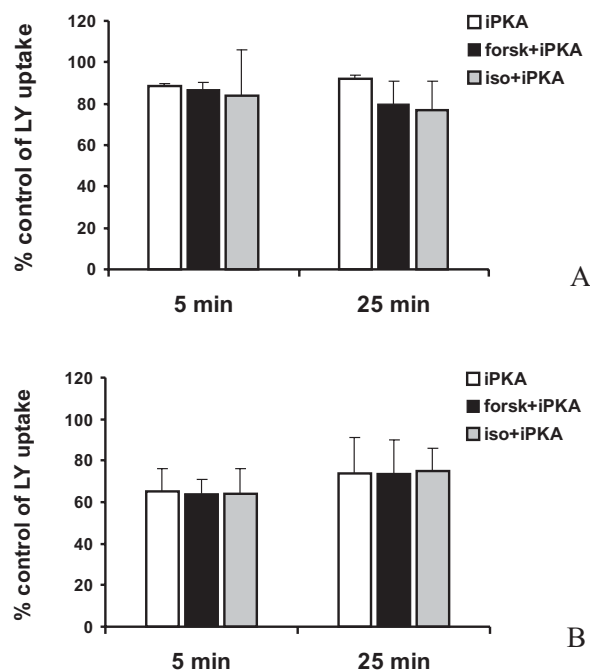 % control of LY uptake
120
100
80
60
40
20
0
iPKA
forsk+iPKA
iso+iPKA
5 min 25 min
A
% control of LY uptake
120
100
80
60
40
20
0
iPKA
forsk+iPKA
iso+iPKA
5 min 25 min
B